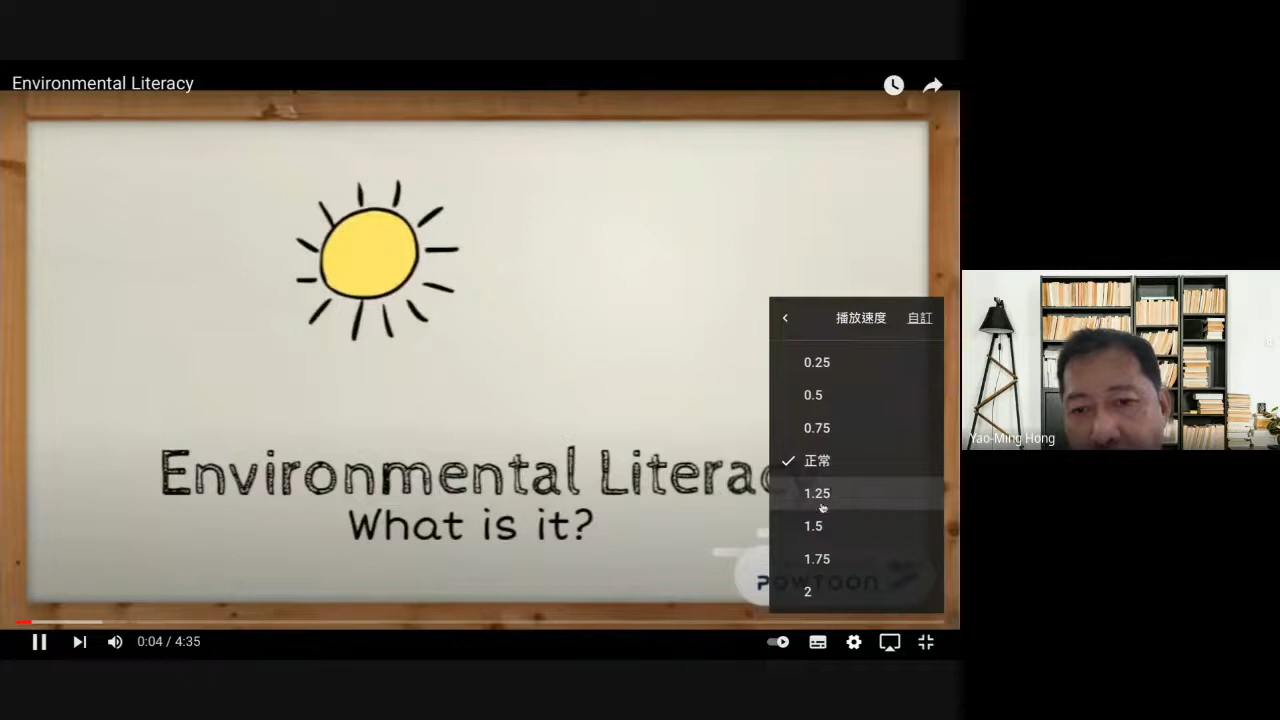 Environmental Literacy
播放速度 自訂
0.25
0.5
0.75
正常
1.25
1.5
1.75
2
Environmental Literacy
What is it?
POWTOON
0:04 / 4:35
Yao-Ming Hong